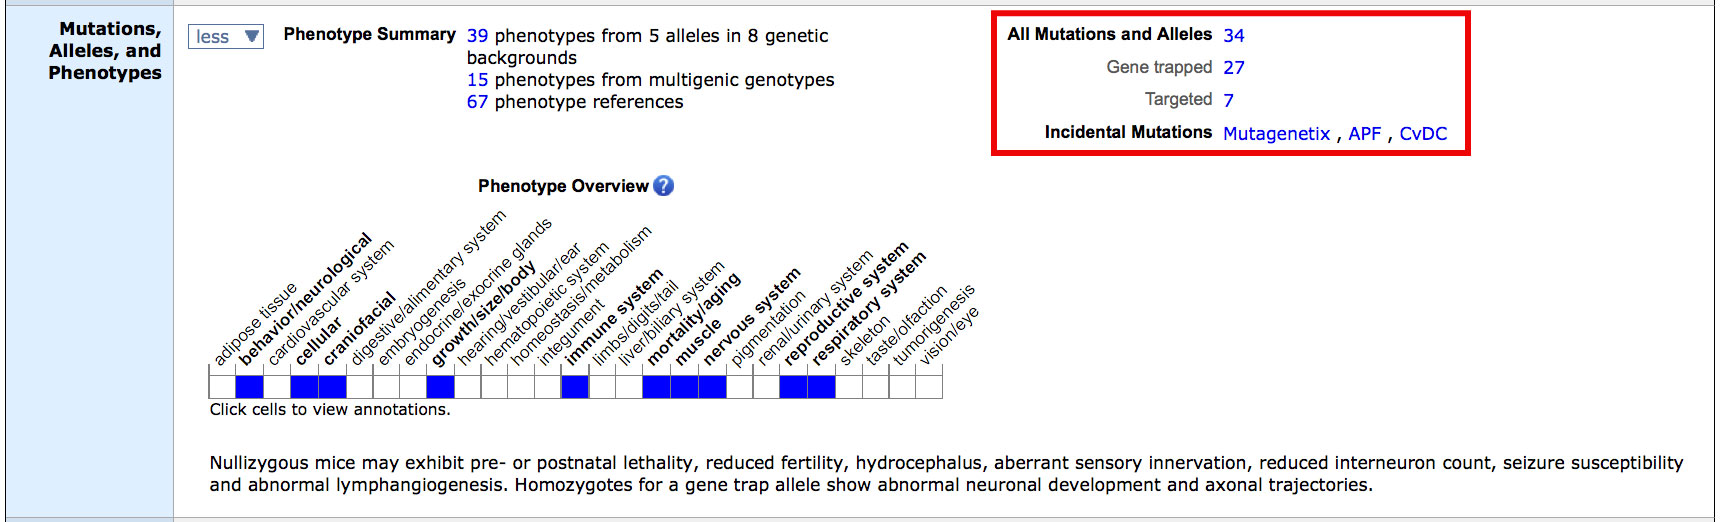 Mutations,
Alleles, and
Phenotypes
less
Phenotype Summary
39 phenotypes from 5 alleles in 8 genetic
backgrounds
15 phenotypes from multigenic genotypes
67 phenotype references
All Mutations and Alleles 34
Gene trapped 27
Targeted 7
Incidental Mutations Mutagenetix , APF , CvDC
Phenotype Overview ?
adipose tissue
behavior/neurological
cardiovascular system
cellular
craniofacial
digestive/alimentary system
embryogenesis
endocrine/exocrine glands
growth/size/body
hearing/vestibular/ear
hematopoietic system
homeostasis/metabolism
integument
immune system
limbs/digits/tail
liver/biliary system
mortality/aging
muscle
nervous system
pigmentation
renal/urinary system
reproductive system
respiratory system
skeleton
taste/olfaction
tumorigenesis
vision/eye
Click cells to view annotations.
Nullizygous mice may exhibit pre- or postnatal lethality, reduced fertility, hydrocephalus, aberrant sensory innervation, reduced interneuron count, seizure susceptibility
and abnormal lymphangiogenesis. Homozygotes for a gene trap allele show abnormal neuronal development and axonal trajectories.